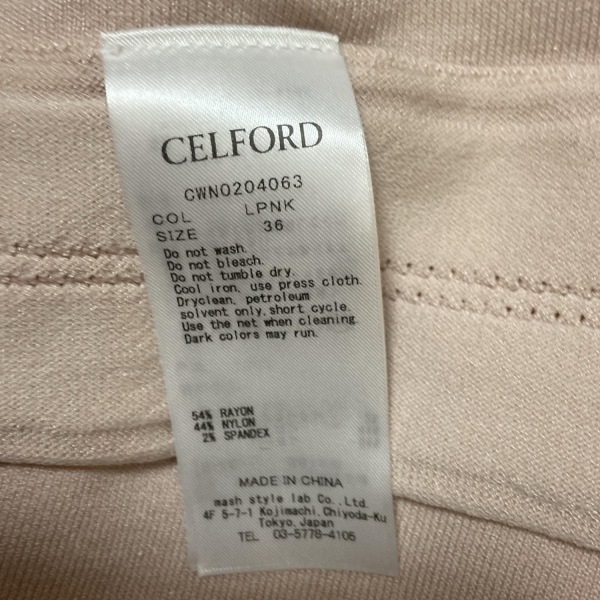 CELFORD
CWNO204063
COL LPNK
SIZE 36
Do not wash.
Do not bleach.
Do not tumble dry.
Cool iron, use press cloth.
Dryclean, petroleum
solvent only, short cycle.
Use the net when cleaning.
Dark colors may run.
54% RAYON
44% NYLON
2% SPANDEX
MADE IN CHINA
mash style lab Co.,Ltd.
4F 5-7-1 Kojimachi,Chiyoda-Ku
Tokyo,Japan
TEL 03-5778-4106